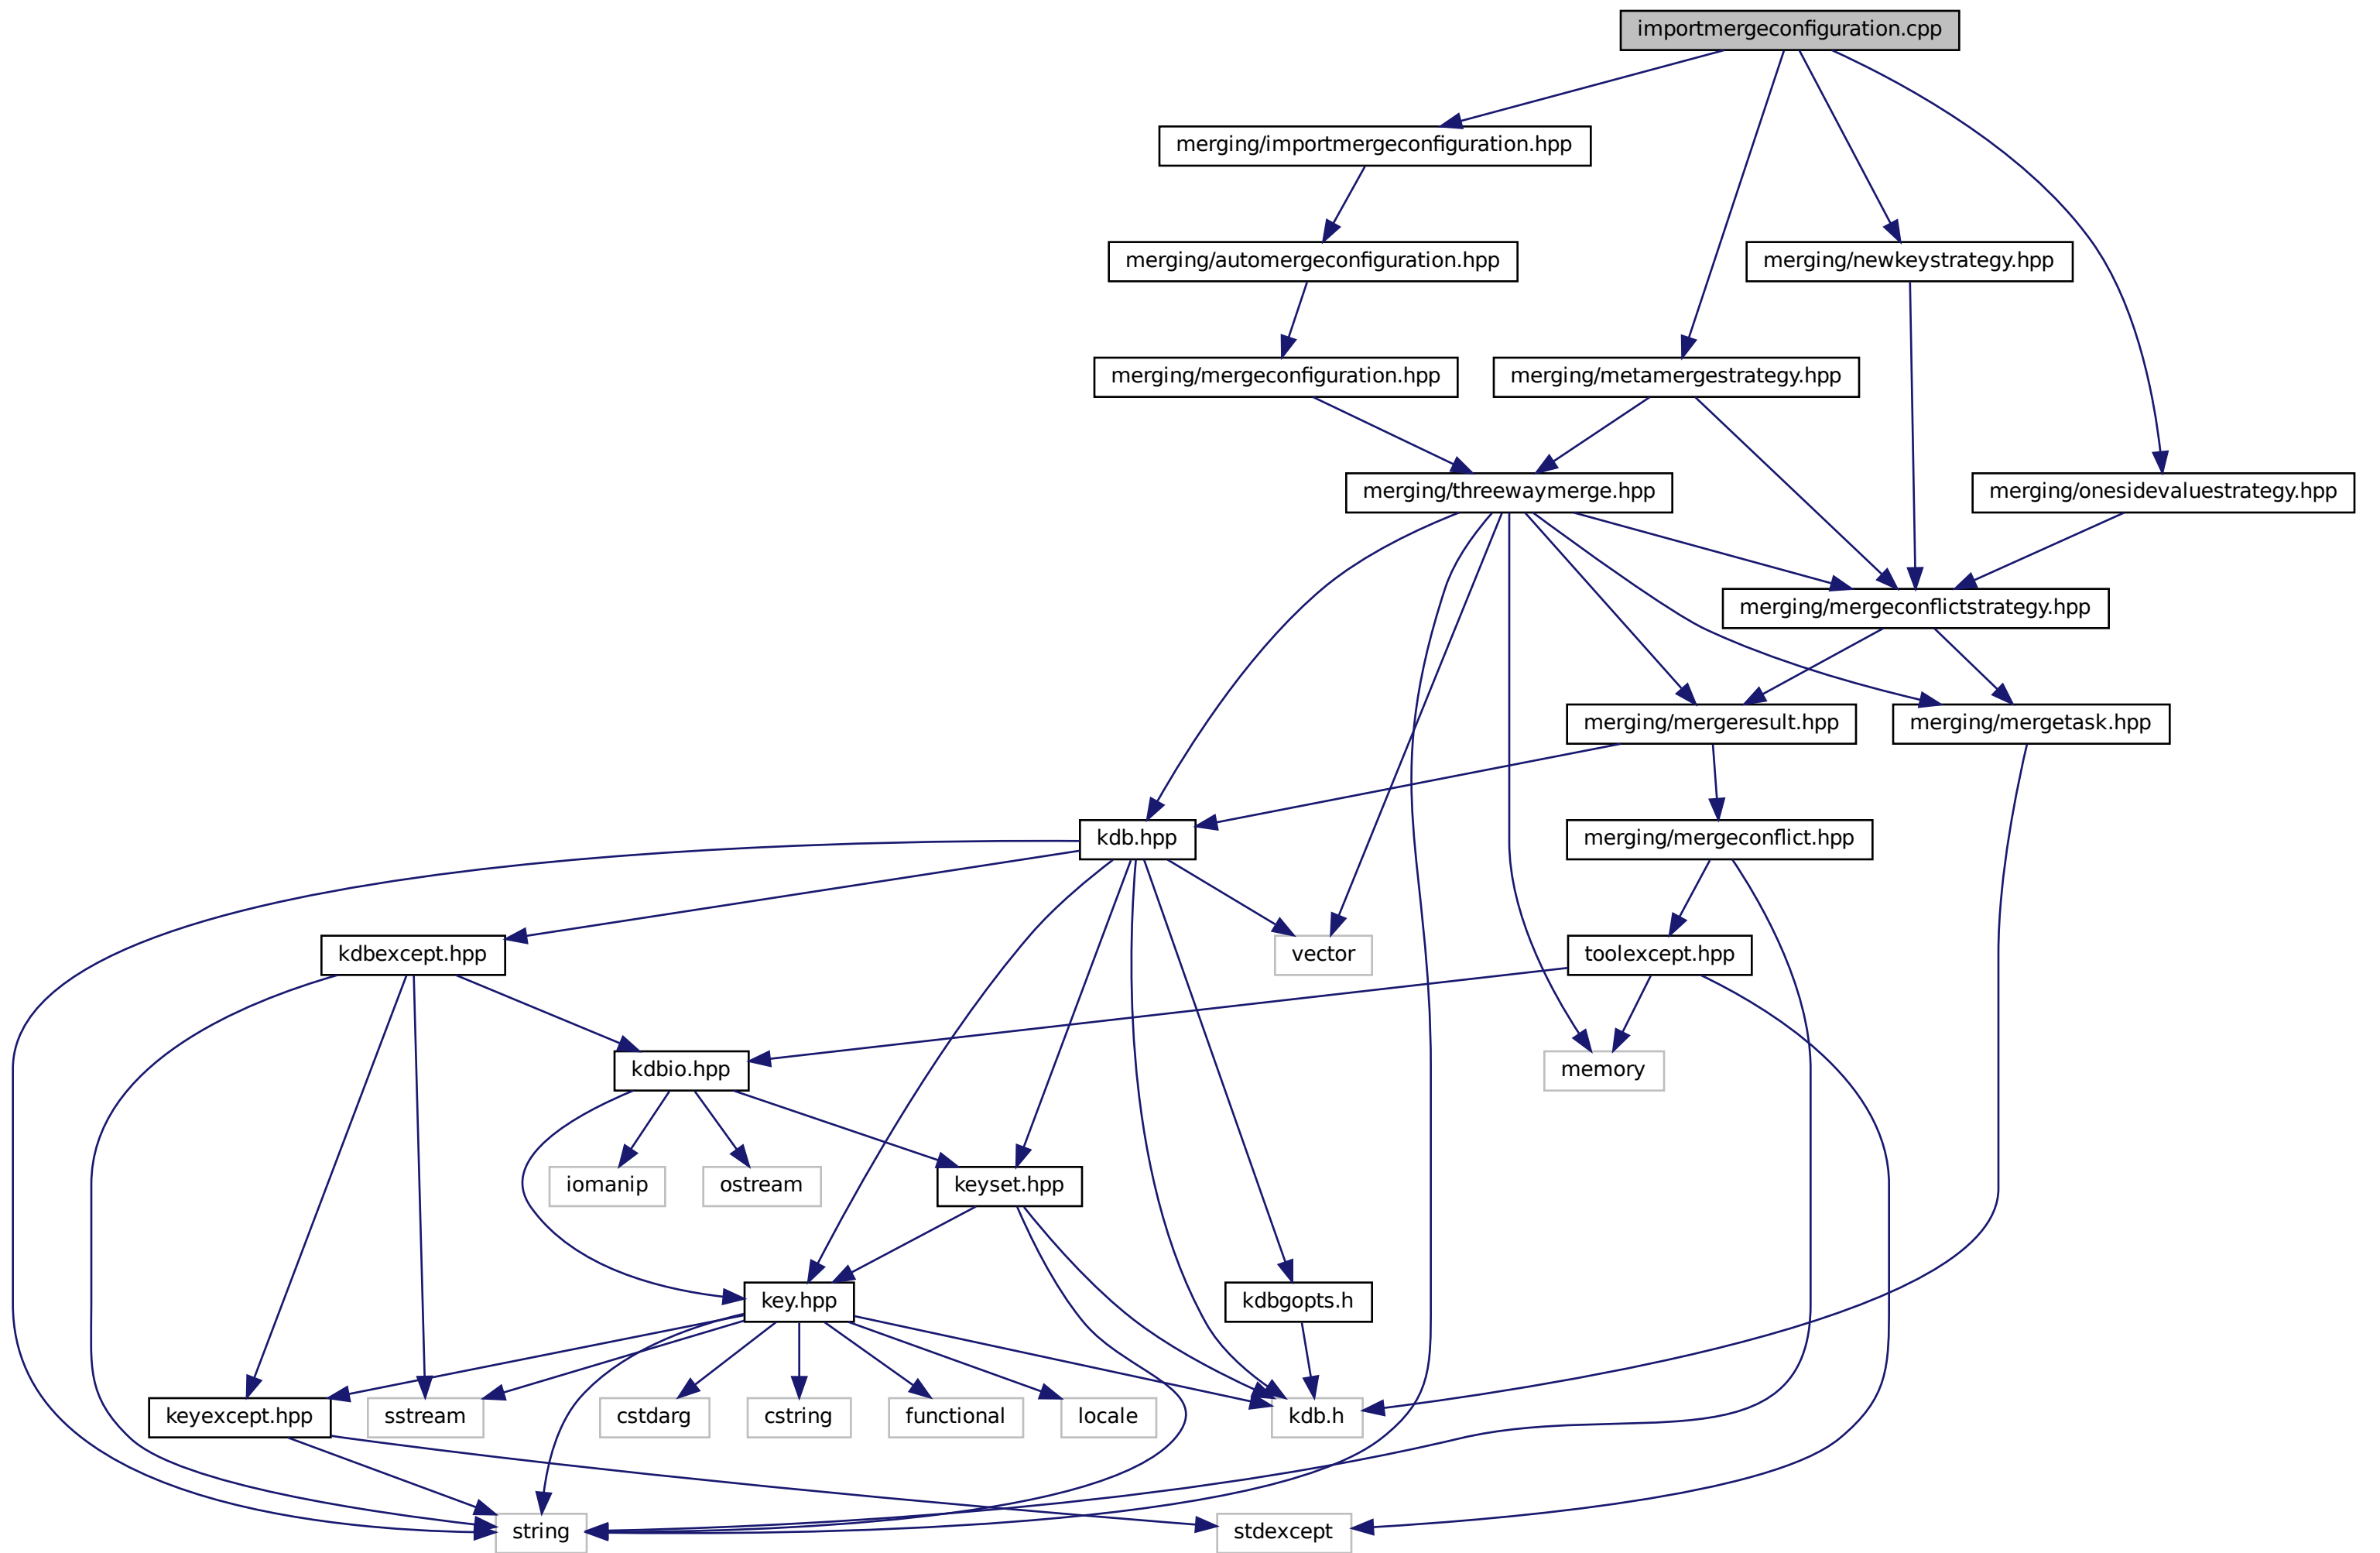 importmergeconfiguration.cpp
merging/importmergeconfiguration.hpp
merging/automergeconfiguration.hpp
merging/newkeystrategy.hpp
merging/mergeconfiguration.hpp
merging/metamergestrategy.hpp
merging/threewaymerge.hpp
merging/onesidevaluestrategy.hpp
merging/mergeconflictstrategy.hpp
merging/mergeresult.hpp
merging/mergetask.hpp
kdb.hpp
merging/mergeconflict.hpp
kdbexcept.hpp
vector
toolexcept.hpp
kdbio.hpp
memory
iomanip
ostream
keyset.hpp
key.hpp
kdbgopts.h
keyexcept.hpp
sstream
cstdarg
cstring
functional
locale
kdb.h
string
stdexcept